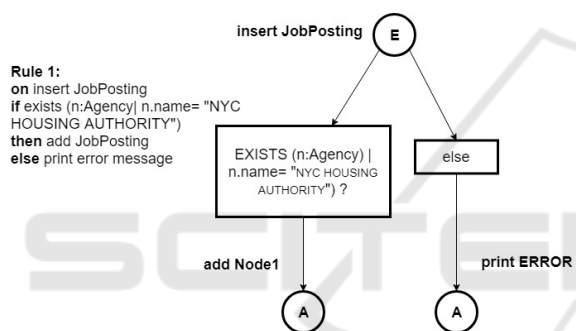 insert JobPosting
E
Rule 1:
on insert JobPosting
if exists (n:Agency| n.name= "NYC
HOUSING AUTHORITY")
then add JobPosting
else print error message
EXISTS (n:Agency) |
n.name= "NYC HOUSING
AUTHORITY") ?
else
add Node1
print ERROR
A
A
SCITE